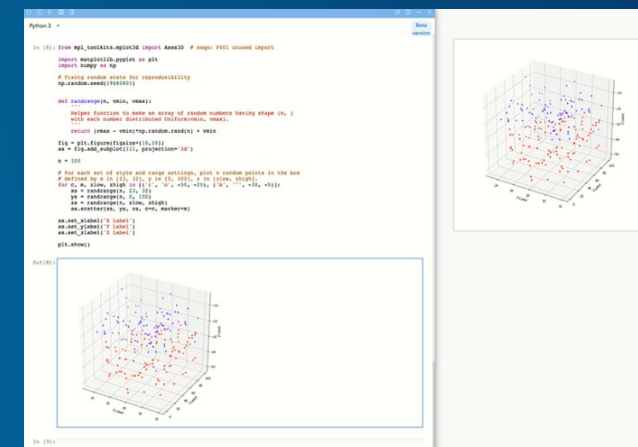 Python 3
Beta
version
In [8]: from mpl_toolkits.mplot3d import Axes3D # noqa: F401 unused import
import matplotlib.pyplot as plt
import numpy as np
# Fixing random state for reproducibility
np.random.seed(19680801)
def randrange(n, vmin, vmax):
'''
Helper function to make an array of random numbers having shape (n, )
with each number distributed Uniform(vmin, vmax).
'''
return (vmax - vmin)*np.random.rand(n) + vmin
fig = plt.figure(figsize=(10,10))
ax = fig.add_subplot(111, projection='3d')
n = 100
# For each set of style and range settings, plot n random points in the box
# defined by x in [23, 32], y in [0, 100], z in [zlow, zhigh].
for c, m, zlow, zhigh in [('r', 'o', -50, -25), ('b', '^', -30, -5)]:
xs = randrange(n, 23, 32)
ys = randrange(n, 0, 100)
zs = randrange(n, zlow, zhigh)
ax.scatter(xs, ys, zs, c=c, marker=m)
ax.set_xlabel('X Label')
ax.set_ylabel('Y Label')
ax.set_zlabel('Z Label')
plt.show()
Out[8]:
X Label
Y Label
Z Label
In [9]:
X Label
Y Label
Z Label